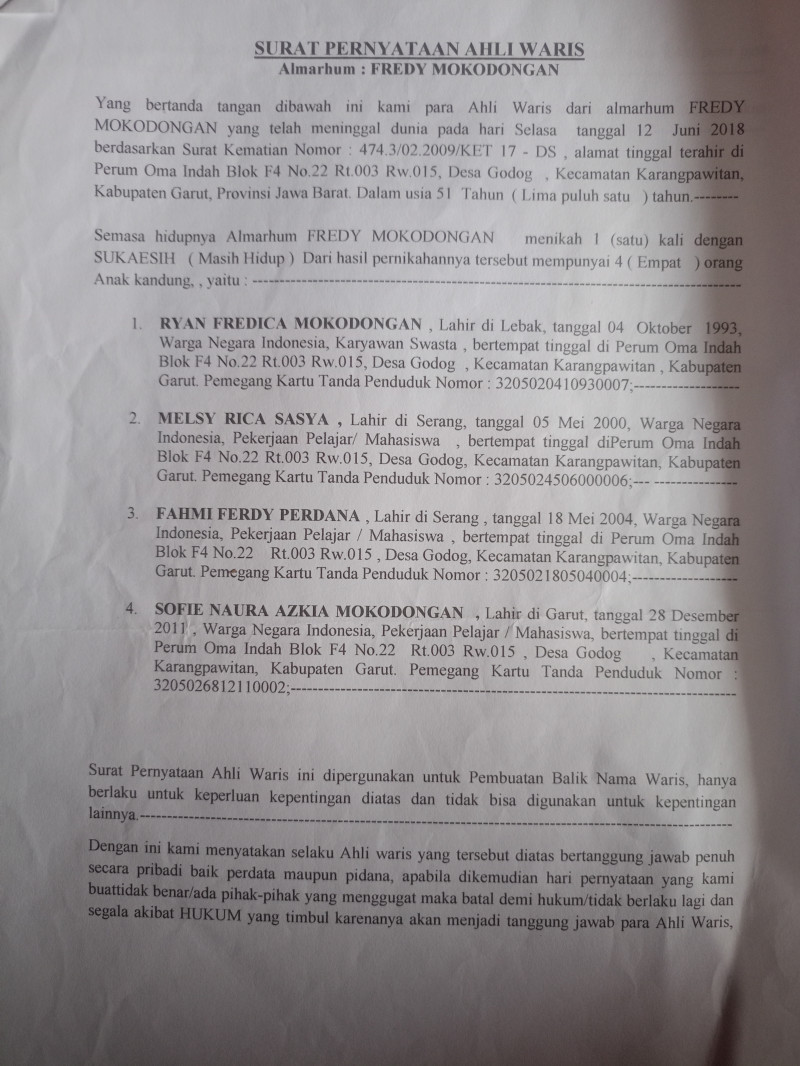 SURAT PERNYATAAN AHLI WARIS
Almarhum : FREDY MOKODONGAN
Yang bertanda tangan dibawah ini kami para Ahli Waris dari almarhum FREDY
MOKODONGAN yang telah meninggal dunia pada hari Selasa tanggal 12 Juni 2018
berdasarkan Surat Kematian Nomor : 474.3/02.2009/KET 17 - DS , alamat tinggal terahir di
Perum Oma Indah Blok F4 No.22 Rt.003 Rw.015, Desa Godog , Kecamatan Karangpawitan,
Kabupaten Garut, Provinsi Jawa Barat. Dalam usia 51 Tahun ( Lima puluh satu ) tahun.--------
Semasa hidupnya Almarhum FREDY MOKODONGAN menikah 1 (satu) kali dengan
SUKAESIH ( Masih Hidup ) Dari hasil pernikahannya tersebut mempunyai 4 ( Empat ) orang
Anak kandung, , yaitu : ------------------------------------------------------------------------------------------
1. RYAN FREDICA MOKODONGAN , Lahir di Lebak, tanggal 04 Oktober 1993,
Warga Negara Indonesia, Karyawan Swasta , bertempat tinggal di Perum Oma Indah
Blok F4 No.22 Rt.003 Rw.015, Desa Godog , Kecamatan Karangpawitan , Kabupaten
Garut. Pemegang Kartu Tanda Penduduk Nomor : 3205020410930007;-------------------
2. MELSY RICA SASYA , Lahir di Serang, tanggal 05 Mei 2000, Warga Negara
Indonesia, Pekerjaan Pelajar/ Mahasiswa , bertempat tinggal diPerum Oma Indah
Blok F4 No.22 Rt.003 Rw.015, Desa Godog, Kecamatan Karangpawitan, Kabupaten
Garut. Pemegang Kartu Tanda Penduduk Nomor : 3205024506000006;--- ---------------
3. FAHMI FERDY PERDANA , Lahir di Serang , tanggal 18 Mei 2004, Warga Negara
Indonesia, Pekerjaan Pelajar / Mahasiswa , bertempat tinggal di Perum Oma Indah
Blok F4 No.22 Rt.003 Rw.015 , Desa Godog, Kecamatan Karangpawitan, Kabupaten
Garut. Pemegang Kartu Tanda Penduduk Nomor : 3205021805040004;-------------------
4. SOFIE NAURA AZKIA MOKODONGAN , Lahir di Garut, tanggal 28 Desember
2011 , Warga Negara Indonesia, Pekerjaan Pelajar / Mahasiswa, bertempat tinggal di
Perum Oma Indah Blok F4 No.22 Rt.003 Rw.015 , Desa Godog , Kecamatan
Karangpawitan, Kabupaten Garut. Pemegang Kartu Tanda Penduduk Nomor :
3205026812110002;---------------------------------------------------------------------------------
Surat Pernyataan Ahli Waris ini dipergunakan untuk Pembuatan Balik Nama Waris, hanya
berlaku untuk keperluan kepentingan diatas dan tidak bisa digunakan untuk kepentingan
lainnya.--------------------------------------------------------------------------------------------------------------
Dengan ini kami menyatakan selaku Ahli waris yang tersebut diatas bertanggung jawab penuh
secara pribadi baik perdata maupun pidana, apabila dikemudian hari pernyataan yang kami
buattidak benar/ada pihak-pihak yang menggugat maka batal demi hukum/tidak berlaku lagi dan
segala akibat HUKUM yang timbul karenanya akan menjadi tanggung jawab para Ahli Waris,